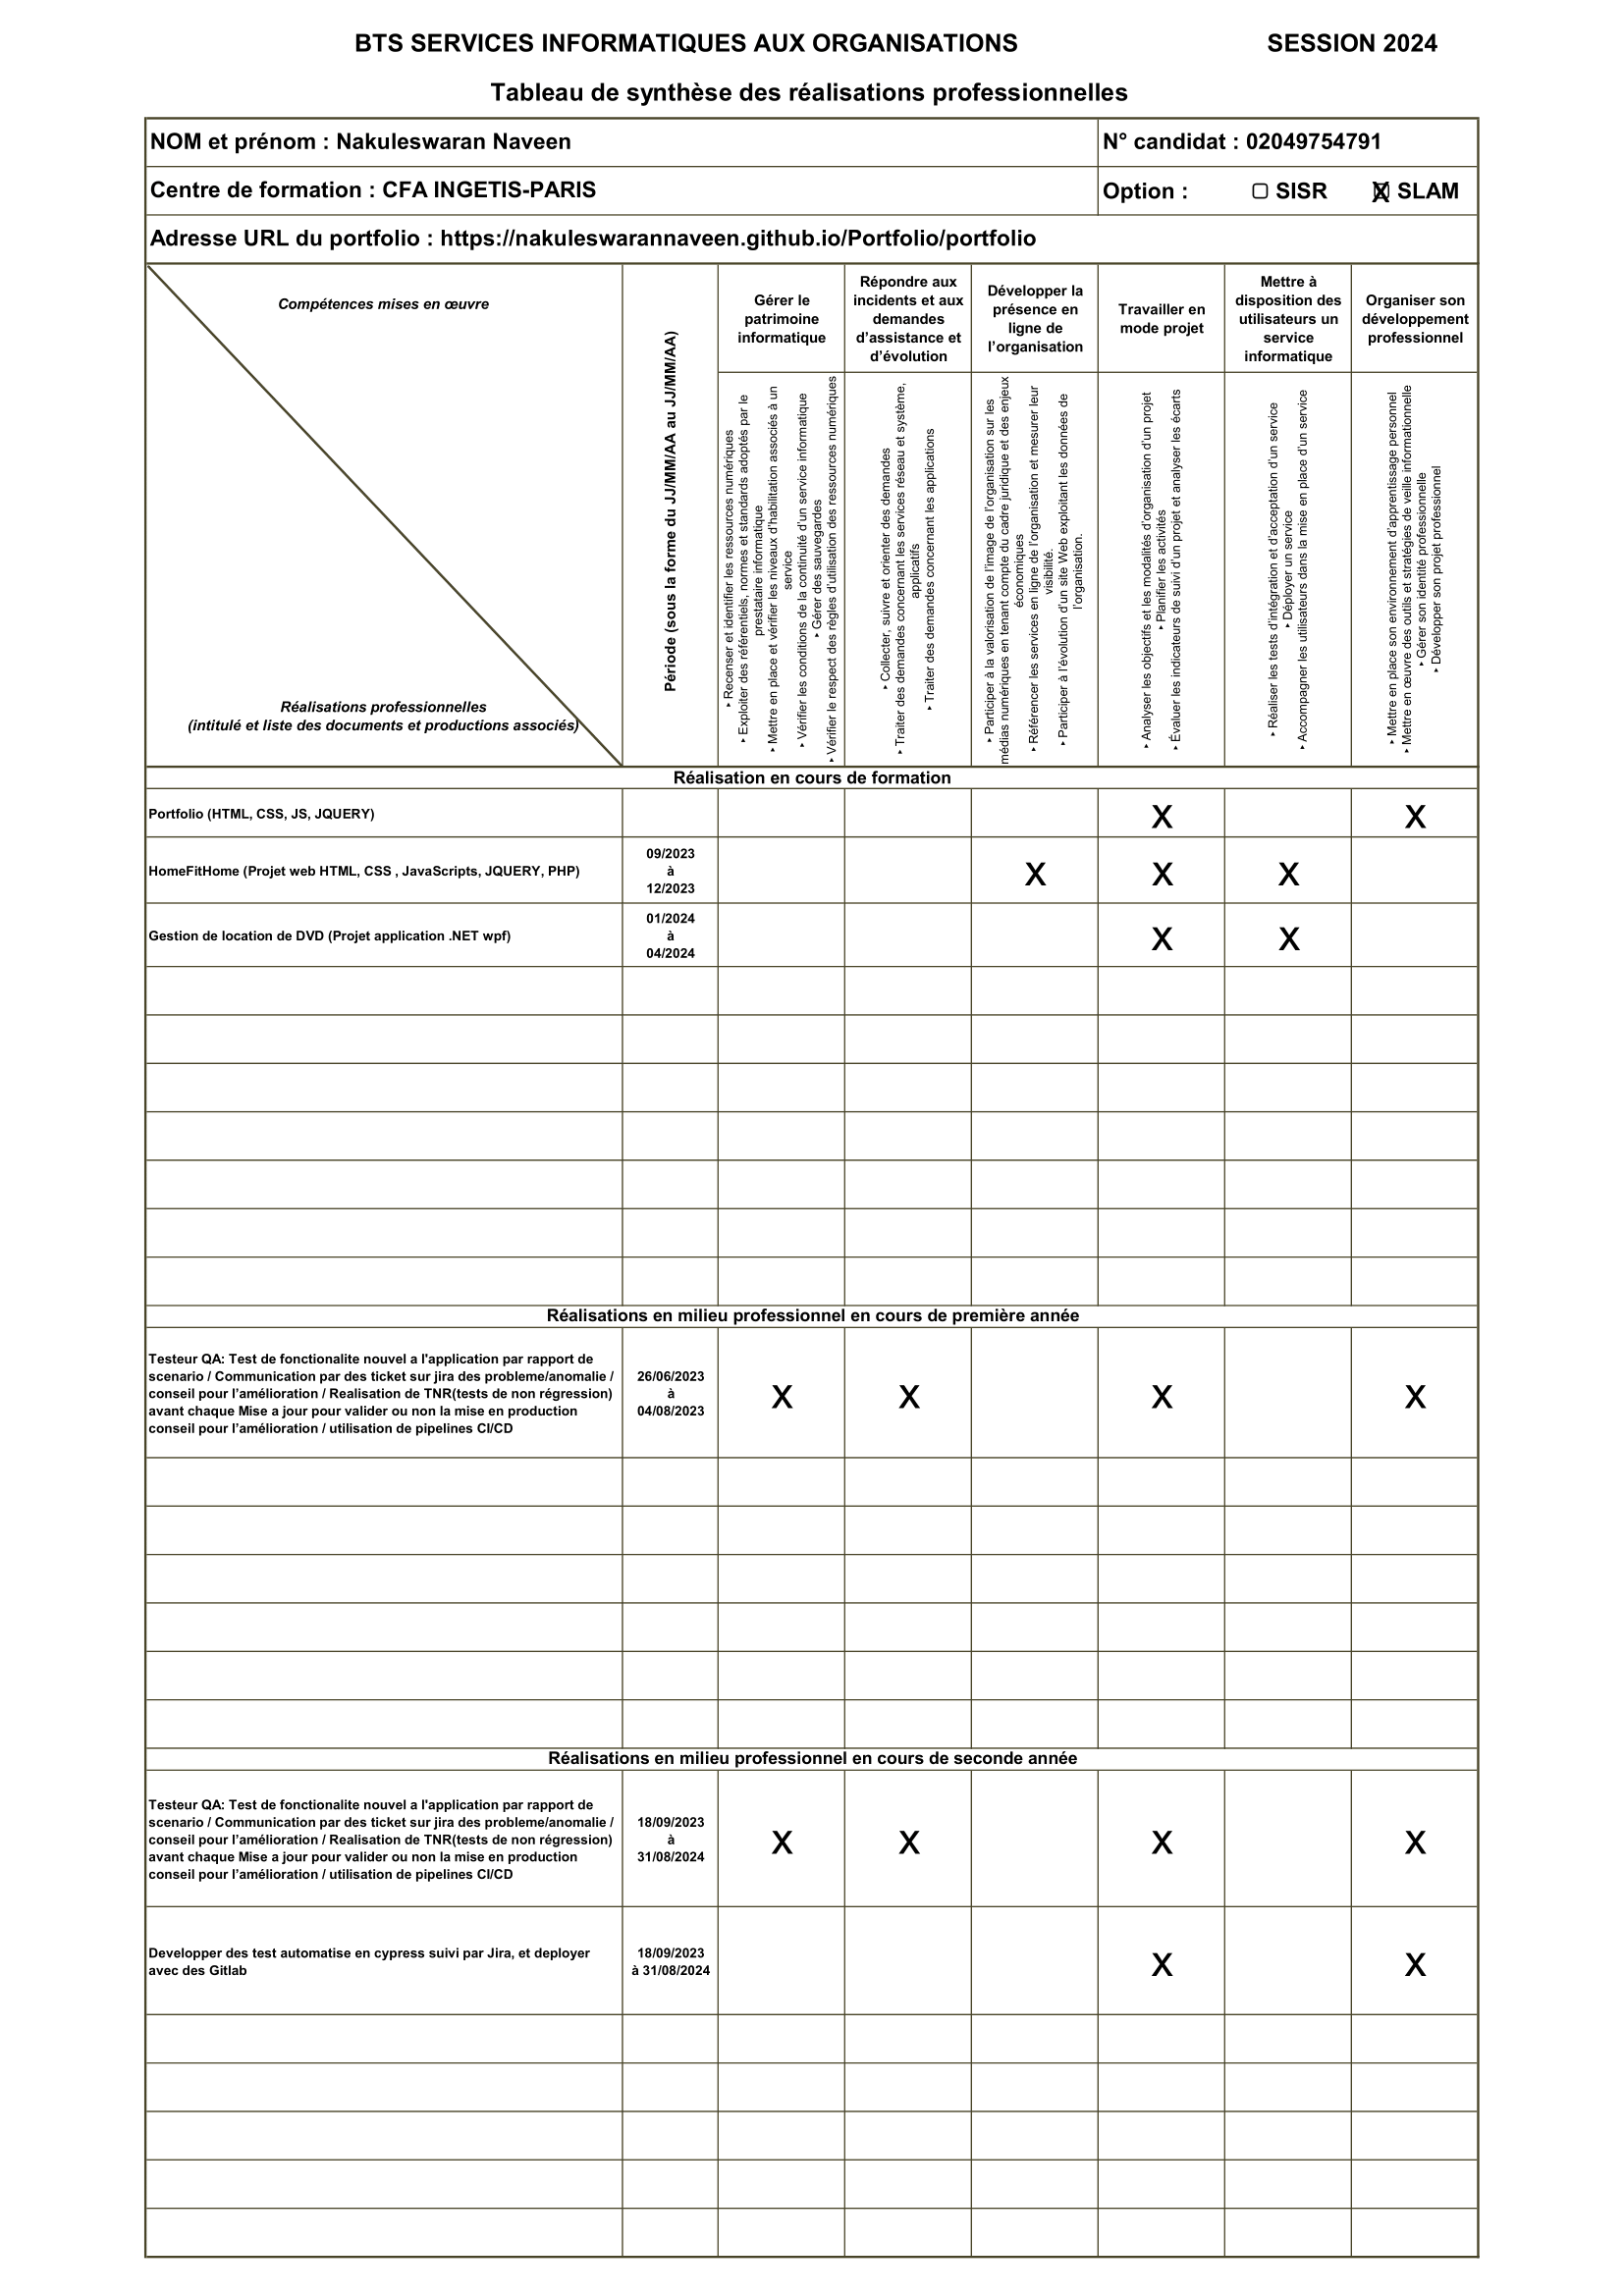 BTS SERVICES INFORMATIQUES AUX ORGANISATIONS SESSION 2024
Tableau de synthèse des réalisations professionnelles
NOM et prénom : Nakuleswaran Naveen N° candidat : 02049754791
Centre de formation : CFA INGETIS-PARIS Option : ▢ SISR X SLAM
Adresse URL du portfolio : https://nakuleswarannaveen.github.io/Portfolio/portfolio
Compétences mises en œuvre
Réalisations professionnelles
(intitulé et liste des documents et productions associés)
Période (sous la forme du JJ/MM/AA au JJ/MM/AA)
Gérer le
patrimoine
informatique
Répondre aux
incidents et aux
demandes
d’assistance et
d’évolution
Développer la
présence en
ligne de
l’organisation
Travailler en
mode projet
Mettre à
disposition des
utilisateurs un
service
informatique
Organiser son
développement
professionnel
‣ Recenser et identifier les ressources numériques
‣ Exploiter des référentiels, normes et standards adoptés par le
prestataire informatique
‣ Mettre en place et vérifier les niveaux d’habilitation associés à un
service
‣ Vérifier les conditions de la continuité d’un service informatique
‣ Gérer des sauvegardes
‣ Vérifier le respect des règles d’utilisation des ressources numériques
‣ Collecter, suivre et orienter des demandes
‣ Traiter des demandes concernant les services réseau et système,
applicatifs
‣ Traiter des demandes concernant les applications
‣ Participer à la valorisation de l’image de l’organisation sur les
médias numériques en tenant compte du cadre juridique et des enjeux
économiques
‣ Référencer les services en ligne de l’organisation et mesurer leur
visibilité.
‣ Participer à l’évolution d’un site Web exploitant les données de
l’organisation.
‣ Analyser les objectifs et les modalités d’organisation d’un projet
‣ Planifier les activités
‣ Évaluer les indicateurs de suivi d’un projet et analyser les écarts
‣ Réaliser les tests d’intégration et d’acceptation d’un service
‣ Déployer un service
‣ Accompagner les utilisateurs dans la mise en place d’un service
‣ Mettre en place son environnement d’apprentissage personnel
‣ Mettre en œuvre des outils et stratégies de veille informationnelle
‣ Gérer son identité professionnelle
‣ Développer son projet professionnel
Réalisation en cours de formation
Portfolio (HTML, CSS, JS, JQUERY) X X
HomeFitHome (Projet web HTML, CSS , JavaScripts, JQUERY, PHP)
09/2023
à
12/2023
X X X
Gestion de location de DVD (Projet application .NET wpf)
01/2024
à
04/2024
X X
Réalisations en milieu professionnel en cours de première année
Testeur QA: Test de fonctionalite nouvel a l'application par rapport de
scenario / Communication par des ticket sur jira des probleme/anomalie /
conseil pour l’amélioration / Realisation de TNR(tests de non régression)
avant chaque Mise a jour pour valider ou non la mise en production
conseil pour l’amélioration / utilisation de pipelines CI/CD
26/06/2023
à
04/08/2023
X X X X
Réalisations en milieu professionnel en cours de seconde année
Testeur QA: Test de fonctionalite nouvel a l'application par rapport de
scenario / Communication par des ticket sur jira des probleme/anomalie /
conseil pour l’amélioration / Realisation de TNR(tests de non régression)
avant chaque Mise a jour pour valider ou non la mise en production
conseil pour l’amélioration / utilisation de pipelines CI/CD
18/09/2023
à
31/08/2024
X X X X
Developper des test automatise en cypress suivi par Jira, et deployer
avec des Gitlab
18/09/2023
à 31/08/2024
X X